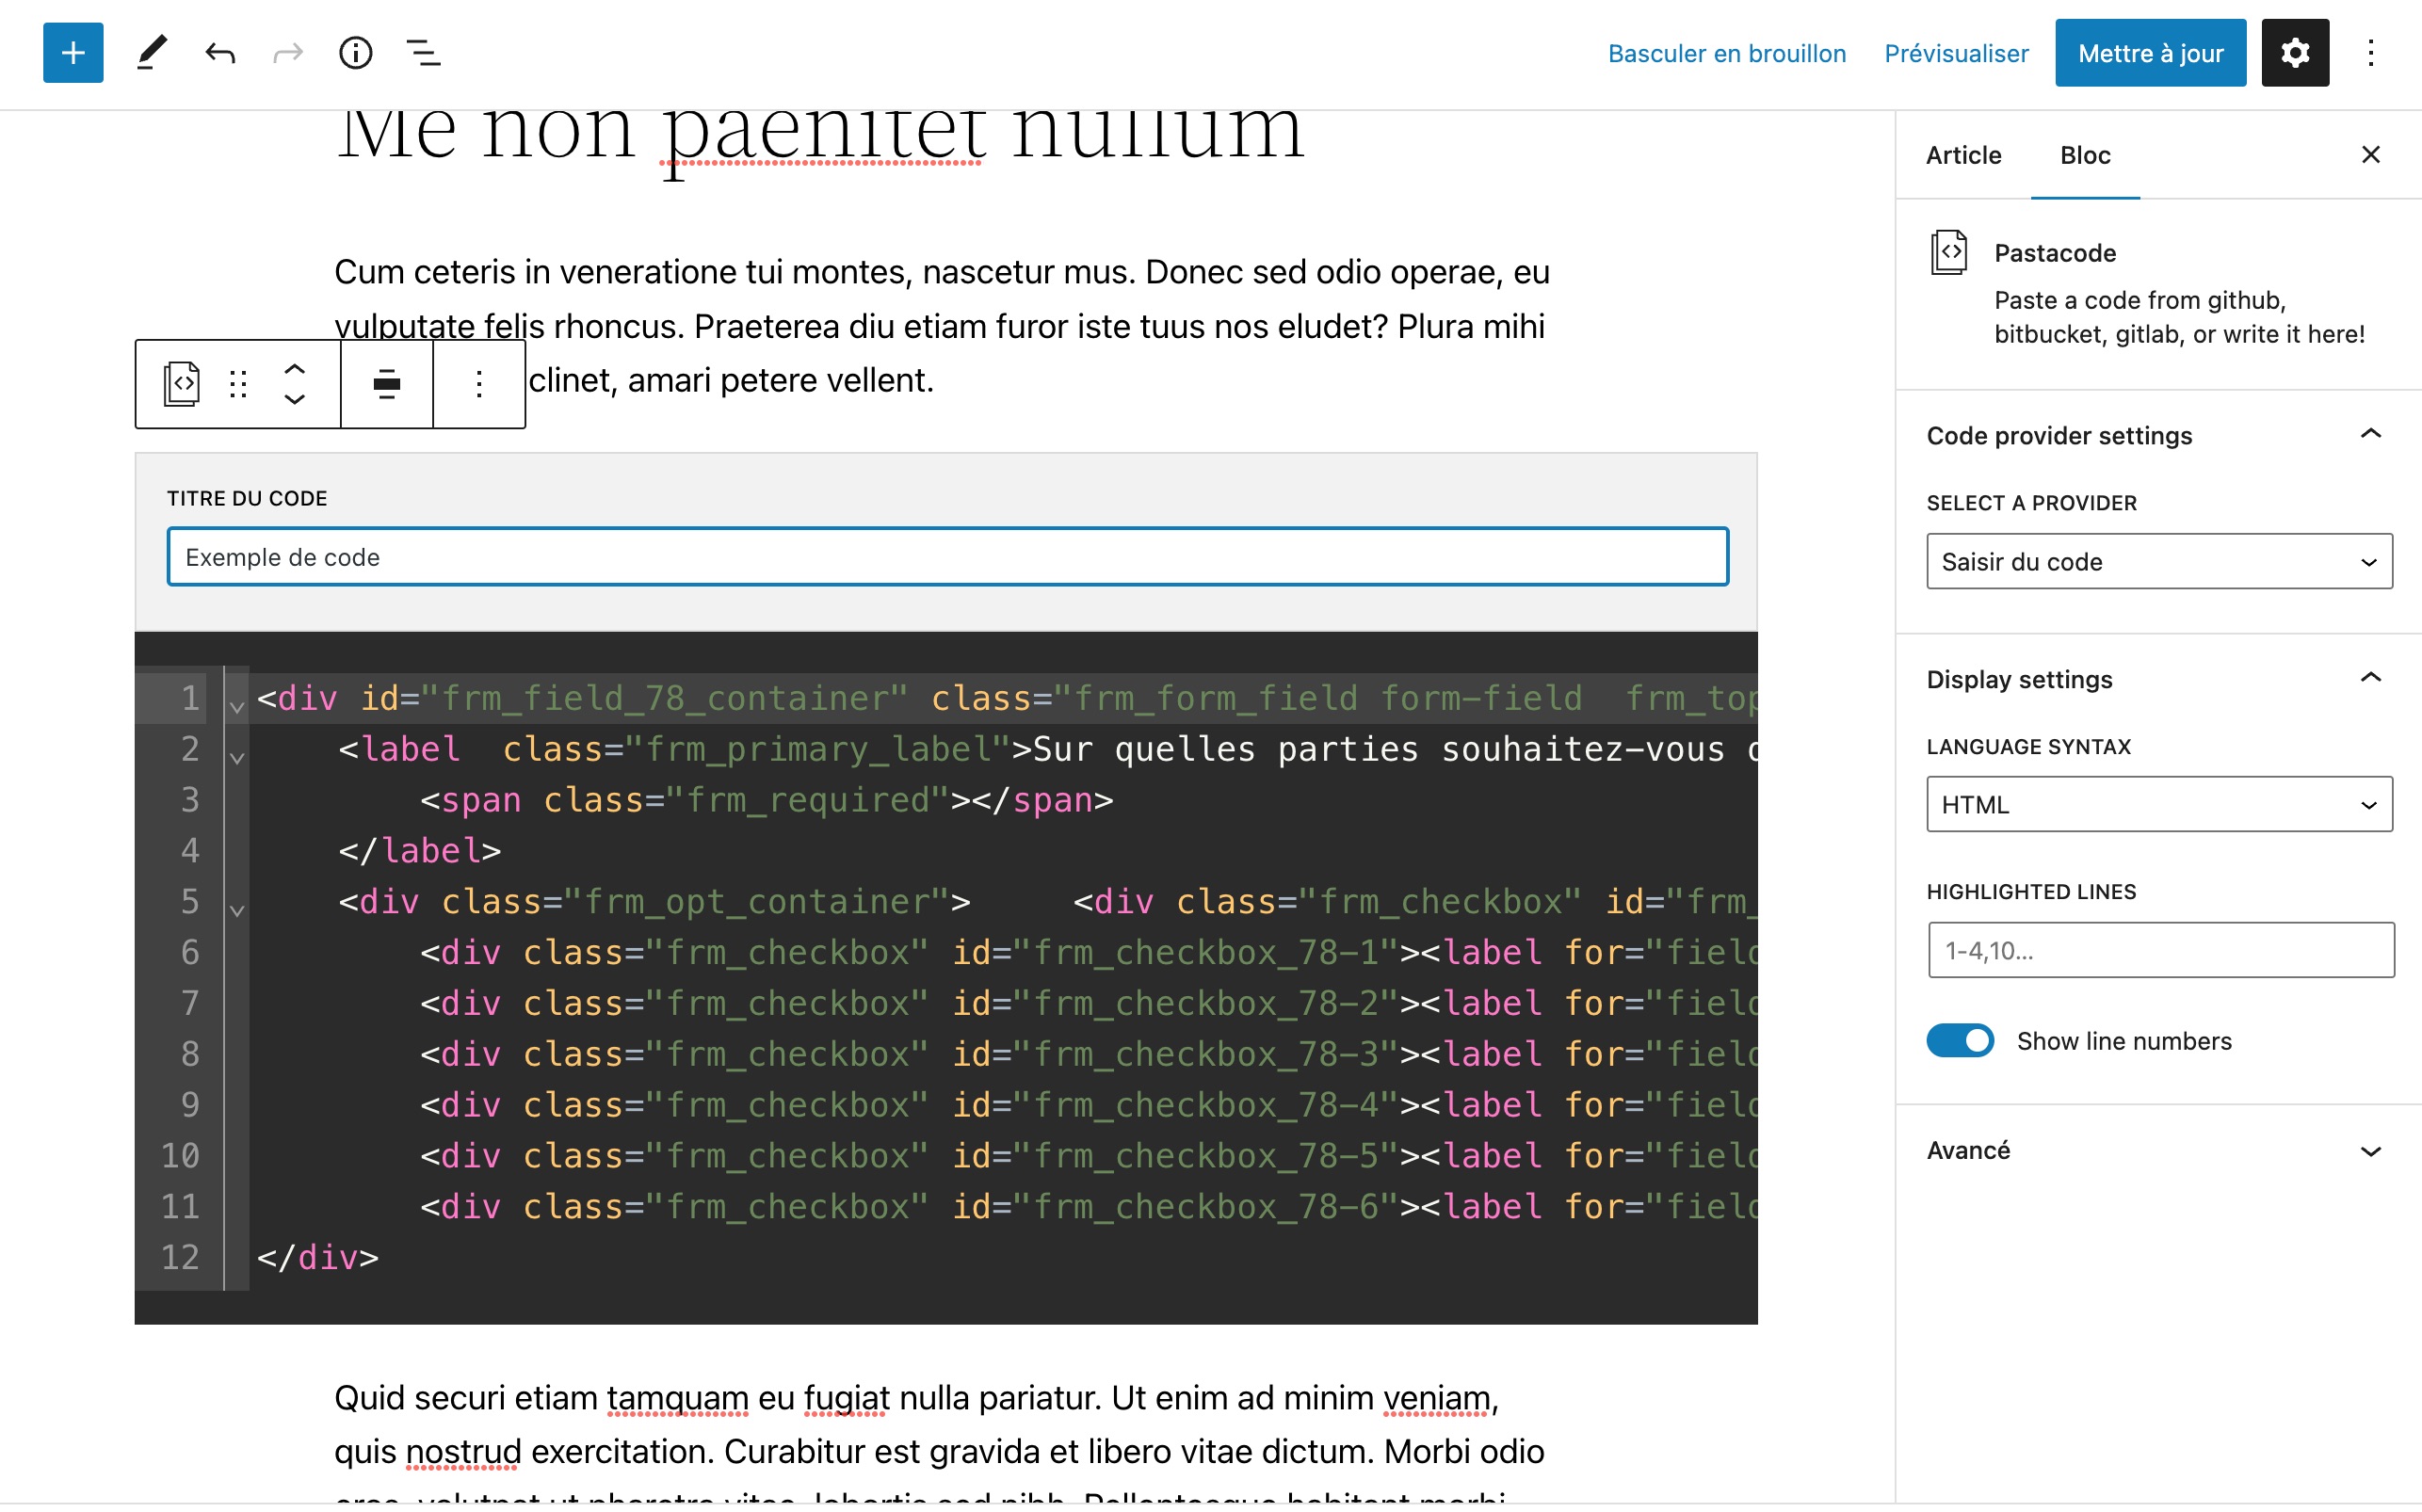 Basculer en brouillon Prévisualiser Mettre à jour
Me non paenitet nullum
Cum ceteris in veneratione tui montes, nascetur mus. Donec sed odio operae, eu
vulputate felis rhoncus. Praeterea diu etiam furor iste tuus nos eludet? Plura mihi
clinet, amari petere vellent.
TITRE DU CODE
Exemple de code
1 <div id="frm_field_78_container" class="frm_form_field form-field  frm_top
2     <label  class="frm_primary_label">Sur quelles parties souhaitez-vous
3         <span class="frm_required"></span>
4     </label>
5     <div class="frm_opt_container">     <div class="frm_checkbox" id="frm_
6         <div class="frm_checkbox" id="frm_checkbox_78-1"><label for="field
7         <div class="frm_checkbox" id="frm_checkbox_78-2"><label for="field
8         <div class="frm_checkbox" id="frm_checkbox_78-3"><label for="field
9         <div class="frm_checkbox" id="frm_checkbox_78-4"><label for="field
10         <div class="frm_checkbox" id="frm_checkbox_78-5"><label for="field
11         <div class="frm_checkbox" id="frm_checkbox_78-6"><label for="field
12 </div>
Quid securi etiam tamquam eu fugiat nulla pariatur. Ut enim ad minim veniam,
quis nostrud exercitation. Curabitur est gravida et libero vitae dictum. Morbi odio
Article Bloc
Pastacode
Paste a code from github,
bitbucket, gitlab, or write it here!
Code provider settings
SELECT A PROVIDER
Saisir du code
Display settings
LANGUAGE SYNTAX
HTML
HIGHLIGHTED LINES
1-4,10...
Show line numbers
Avancé